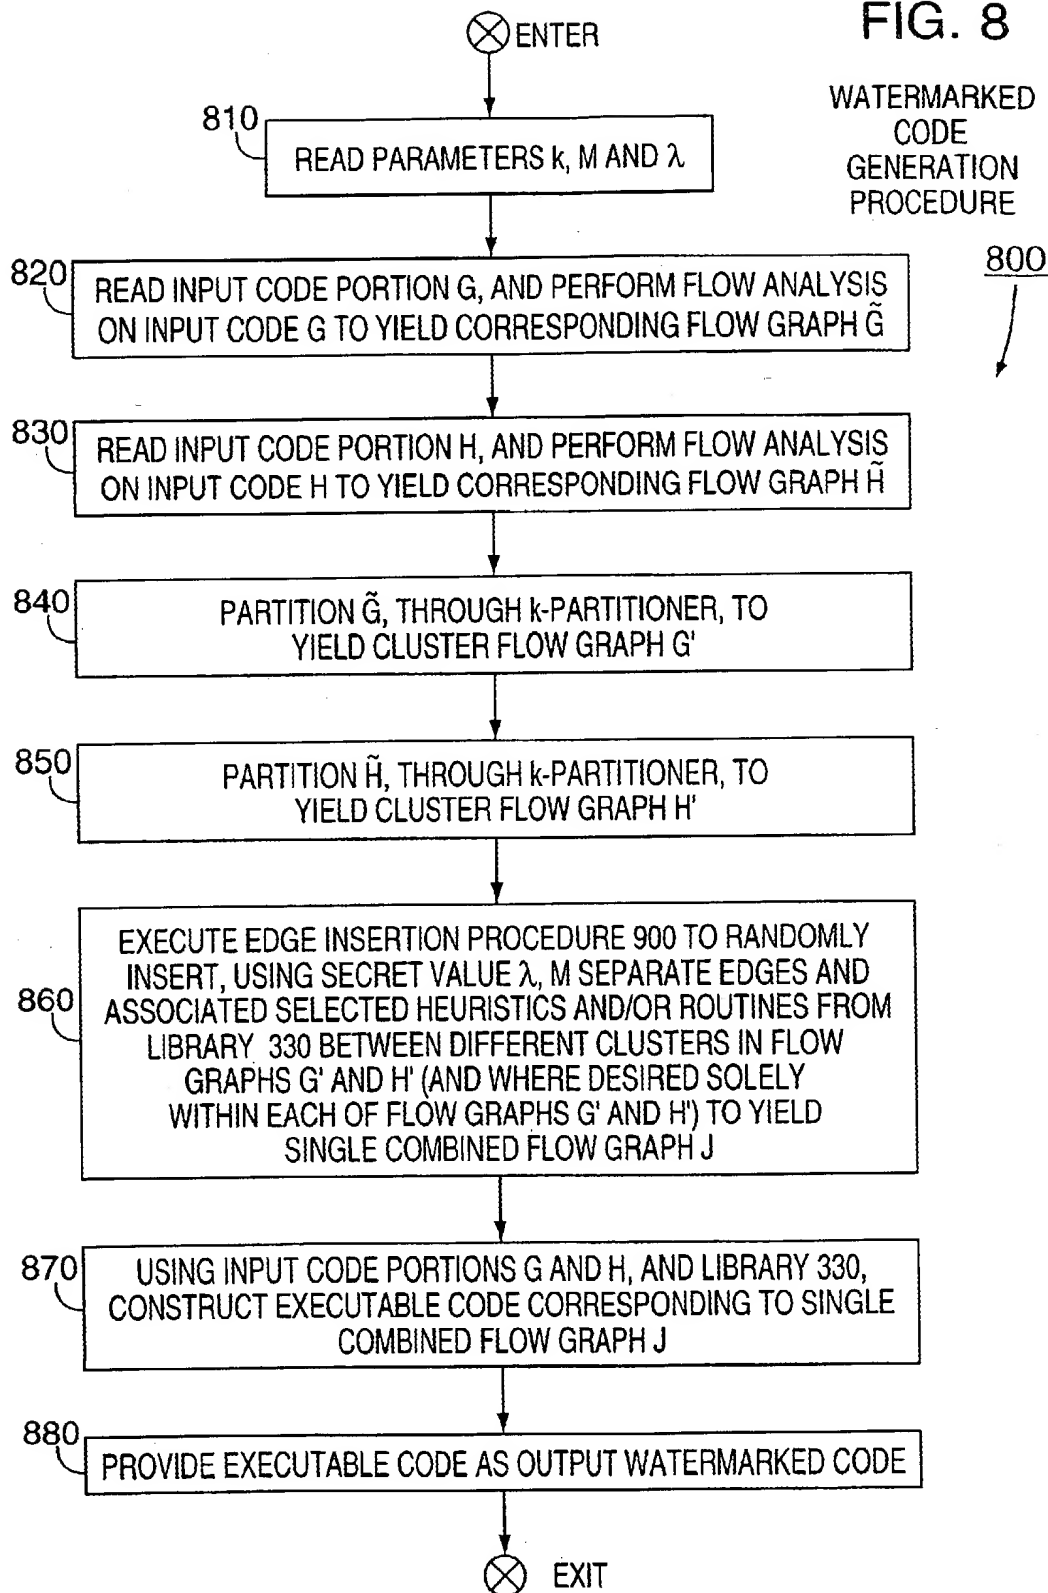 FIG. 8
WATERMARKED
CODE
GENERATION
PROCEDURE
800
ENTER
810
READ PARAMETERS k, M AND λ
820
READ INPUT CODE PORTION G, AND PERFORM FLOW ANALYSIS
ON INPUT CODE G TO YIELD CORRESPONDING FLOW GRAPH G̃
830
READ INPUT CODE PORTION H, AND PERFORM FLOW ANALYSIS
ON INPUT CODE H TO YIELD CORRESPONDING FLOW GRAPH H̃
840
PARTITION G̃, THROUGH k-PARTITIONER, TO
YIELD CLUSTER FLOW GRAPH G'
850
PARTITION H̃, THROUGH k-PARTITIONER, TO
YIELD CLUSTER FLOW GRAPH H'
860
EXECUTE EDGE INSERTION PROCEDURE 900 TO RANDOMLY
INSERT, USING SECRET VALUE λ, M SEPARATE EDGES AND
ASSOCIATED SELECTED HEURISTICS AND/OR ROUTINES FROM
LIBRARY 330 BETWEEN DIFFERENT CLUSTERS IN FLOW
GRAPHS G' AND H' (AND WHERE DESIRED SOLELY
WITHIN EACH OF FLOW GRAPHS G' AND H') TO YIELD
SINGLE COMBINED FLOW GRAPH J
870
USING INPUT CODE PORTIONS G AND H, AND LIBRARY 330,
CONSTRUCT EXECUTABLE CODE CORRESPONDING TO SINGLE
COMBINED FLOW GRAPH J
880
PROVIDE EXECUTABLE CODE AS OUTPUT WATERMARKED CODE
EXIT